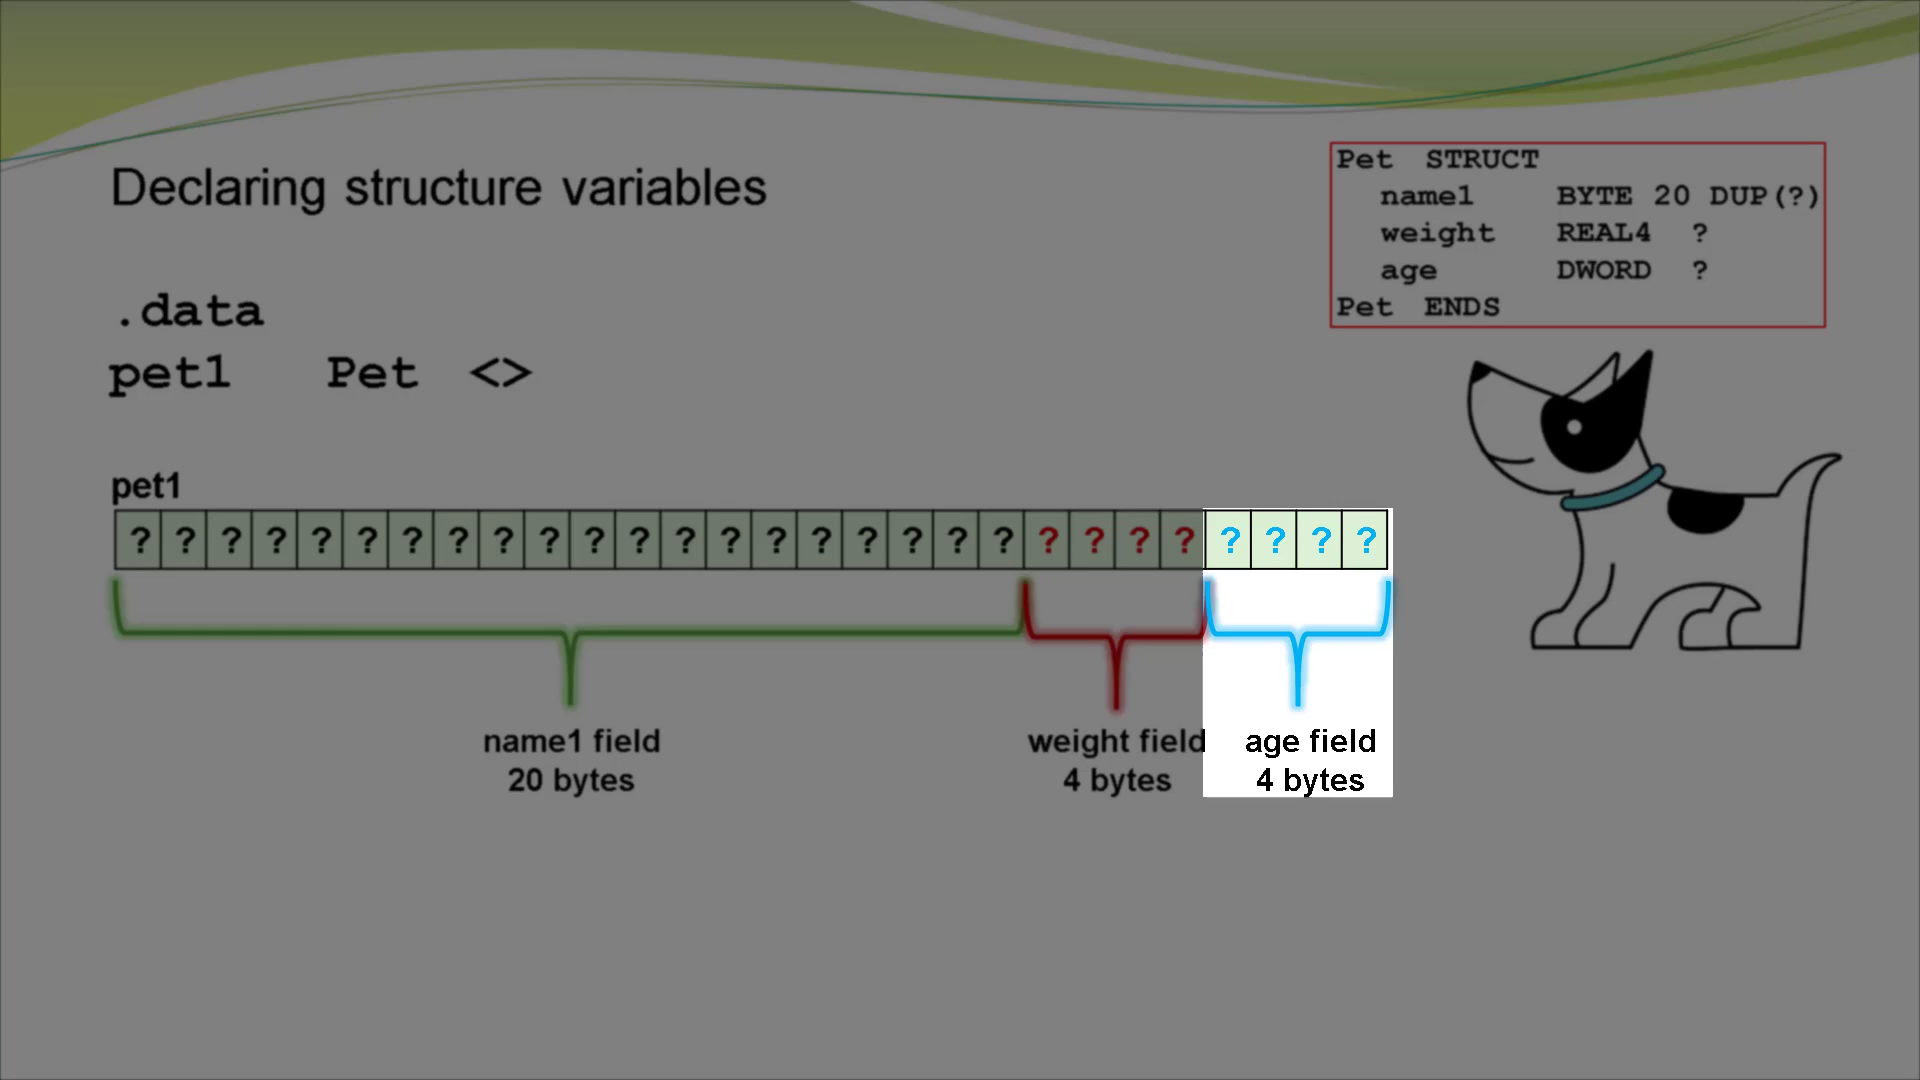 Declaring structure variables
Pet STRUCT
name1 BYTE 20 DUP(?)
weight REAL4 ?
age DWORD ?
Pet ENDS
.data
pet1 Pet <>
pet1
? ? ? ? ? ? ? ? ? ? ? ? ? ? ? ? ? ? ? ? ? ? ? ? ? ? ? ?
name1 field
20 bytes
weight field
4 bytes
age field
4 bytes